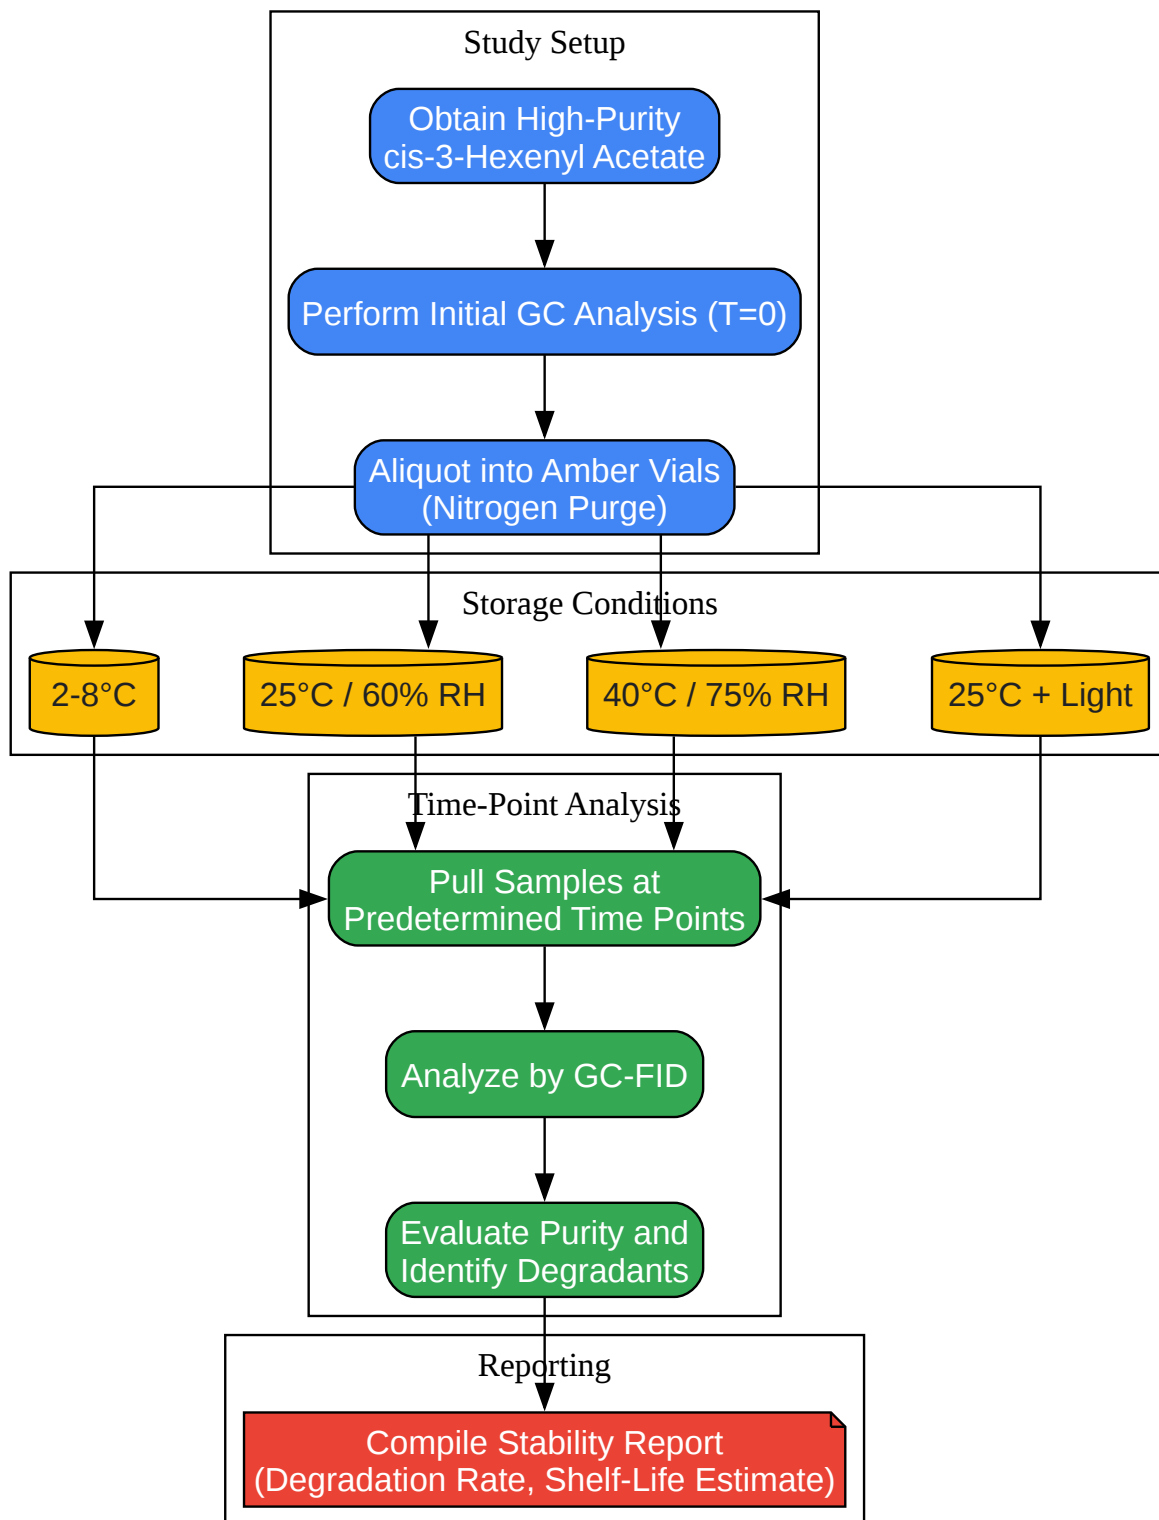 Study Setup
Obtain High-Purity
cis-3-Hexenyl Acetate
Perform Initial GC Analysis (T=0)
Aliquot into Amber Vials
(Nitrogen Purge)
Storage Conditions
2-8°C
25°C / 60% RH
40°C / 75% RH
25°C + Light
Time-Point Analysis
Pull Samples at
Predetermined Time Points
Analyze by GC-FID
Evaluate Purity and
Identify Degradants
Reporting
Compile Stability Report
(Degradation Rate, Shelf-Life Estimate)